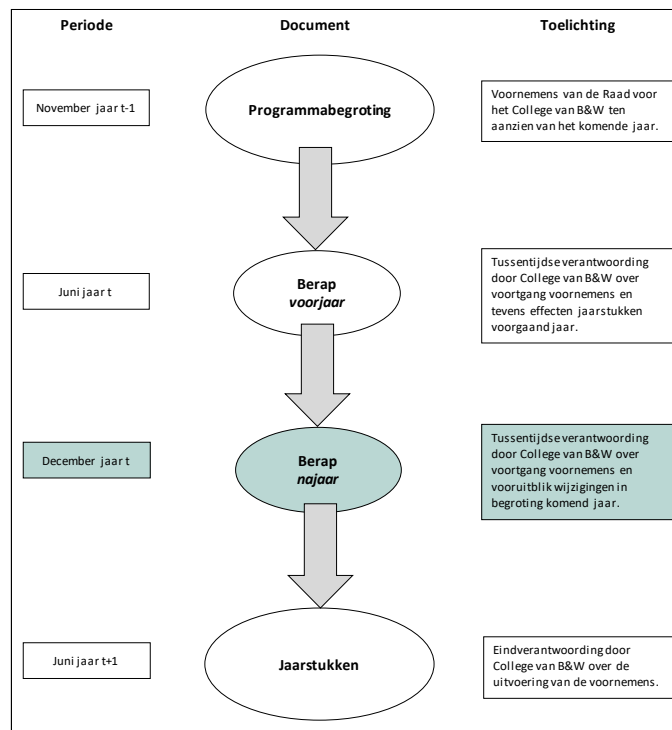 Periode Document Toelichting
November jaar t-1
Programmabegroting
Voornemens van de Raad voor
het College van B&W ten
aanzien van het komende jaar.
Juni jaar t
Berap
voorjaar
Tussentijdse verantwoording
door College van B&W over
voortgang voornemens en
tevens effecten jaarstukken
voorgaand jaar.
December jaar t
Berap
najaar
Tussentijdse verantwoording
door College van B&W over
voortgang voornemens en
vooruitblik wijzigingen in
begroting komend jaar.
Juni jaar t+1
Jaarstukken
Eindverantwoording door
College van B&W over de
uitvoering van de voornemens.